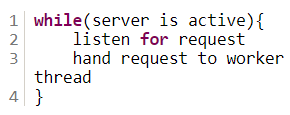 1 while(server is active){
2     listen for request
3     hand request to worker
thread
4 }